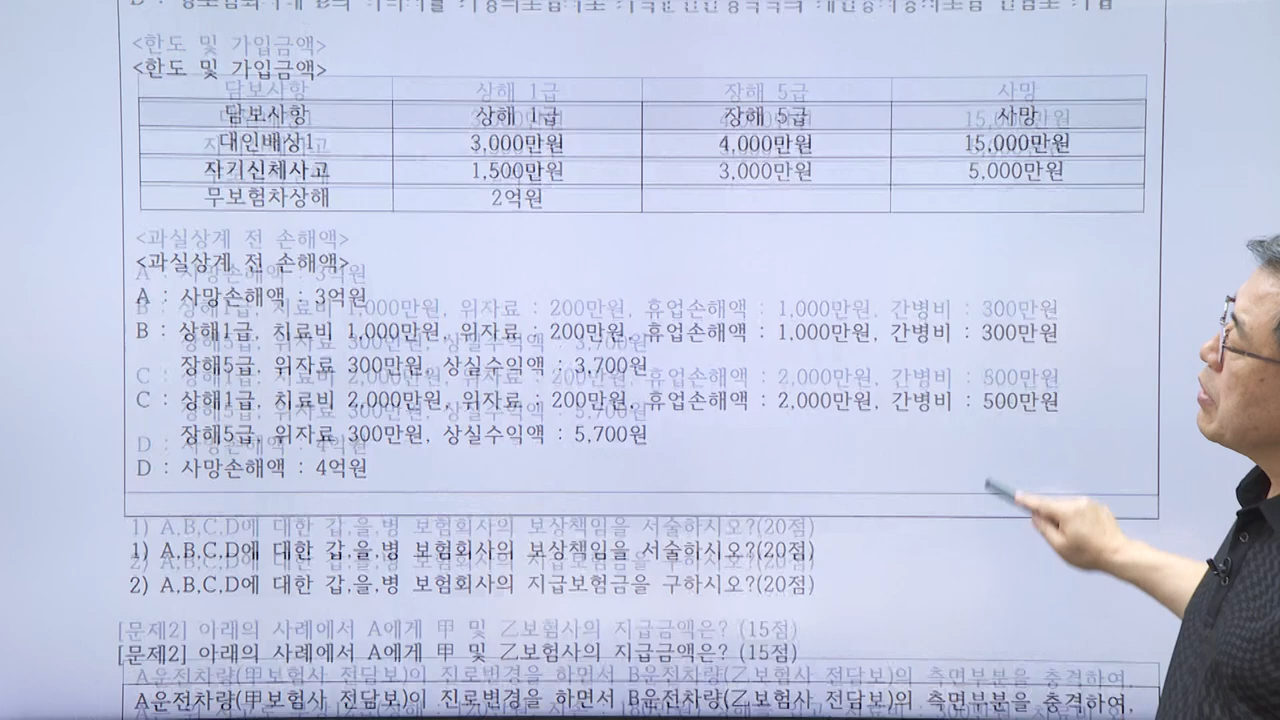 <한도 및 가입금액>
담보사항 상해 1급 장해 5급 사망
대인배상1 3,000만원 4,000만원 15,000만원
자기신체사고 1,500만원 3,000만원 5,000만원
무보험차상해 2억원
<과실상계 전 손해액>
A : 사망손해액 : 3억원
B : 상해1급, 치료비 1,000만원, 위자료 : 200만원, 휴업손해액 : 1,000만원, 간병비 : 300만원
장해5급, 위자료 300만원, 상실수익액 : 3,700원
C : 상해1급, 치료비 2,000만원, 위자료 : 200만원, 휴업손해액 : 2,000만원, 간병비 : 500만원
장해5급, 위자료 300만원, 상실수익액 : 5,700원
D : 사망손해액 : 4억원
1) A,B,C,D에 대한 갑,을,병 보험회사의 보상책임을 서술하시오?(20점)
2) A,B,C,D에 대한 갑,을,병 보험회사의 지급보험금을 구하시오?(20점)
[문제2] 아래의 사례에서 A에게 甲 및 乙보험사의 지급금액은? (15점)
A운전차량(甲보험사 전담보)이 진로변경을 하면서 B운전차량(乙보험사 전담보)의 측면부분을 충격하여,